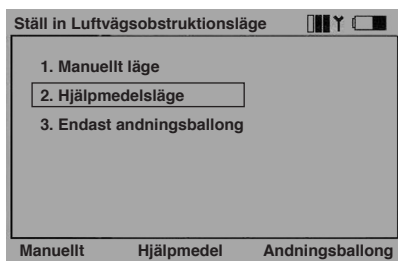 Ställ in Luftvägsobstruktionsläge
1. Manuellt läge
2. Hjälpmedelsläge
3. Endast andningsballong
Manuellt Hjälpmedel Andningsballong